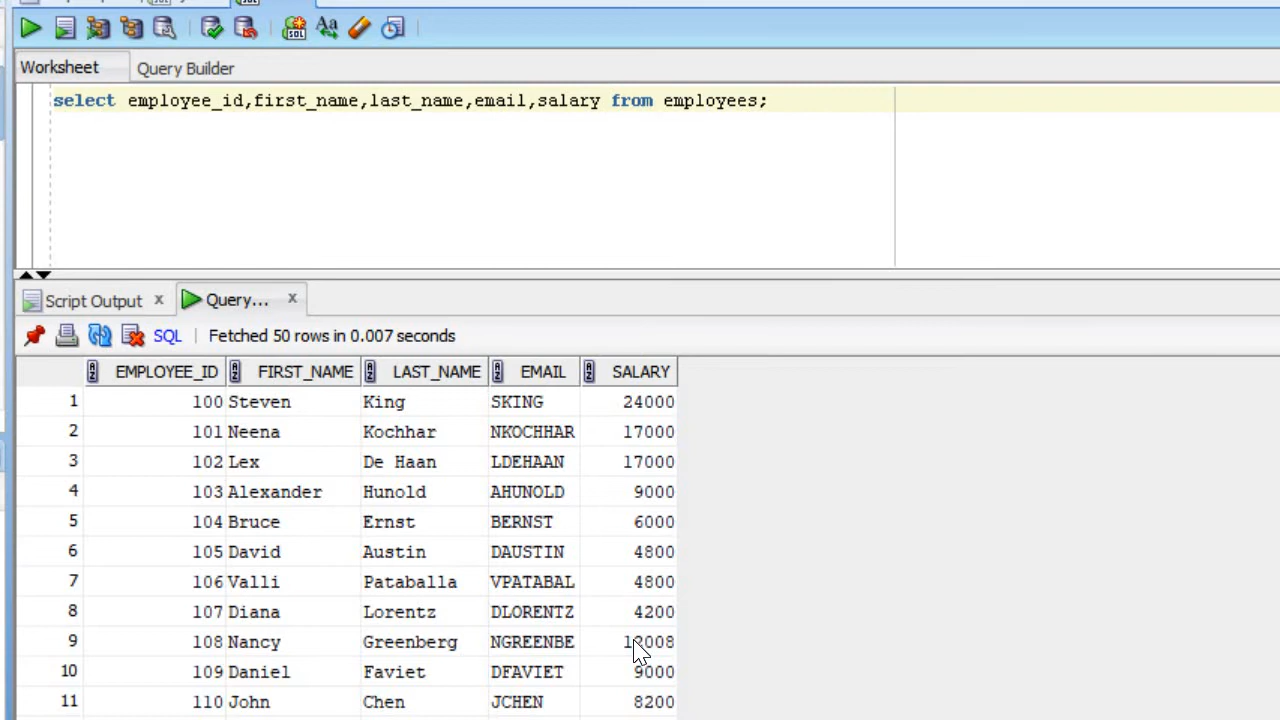 Worksheet Query Builder
select employee_id,first_name,last_name,email,salary from employees;
Script Output x Query... x
SQL | Fetched 50 rows in 0.007 seconds
EMPLOYEE_ID FIRST_NAME LAST_NAME EMAIL SALARY
1 100 Steven King SKING 24000
2 101 Neena Kochhar NKOCHHAR 17000
3 102 Lex De Haan LDEHAAN 17000
4 103 Alexander Hunold AHUNOLD 9000
5 104 Bruce Ernst BERNST 6000
6 105 David Austin DAUSTIN 4800
7 106 Valli Pataballa VPATABAL 4800
8 107 Diana Lorentz DLORENTZ 4200
9 108 Nancy Greenberg NGREENBE
10 109 Daniel Faviet DFAVIET 9000
11 110 John Chen JCHEN 8200